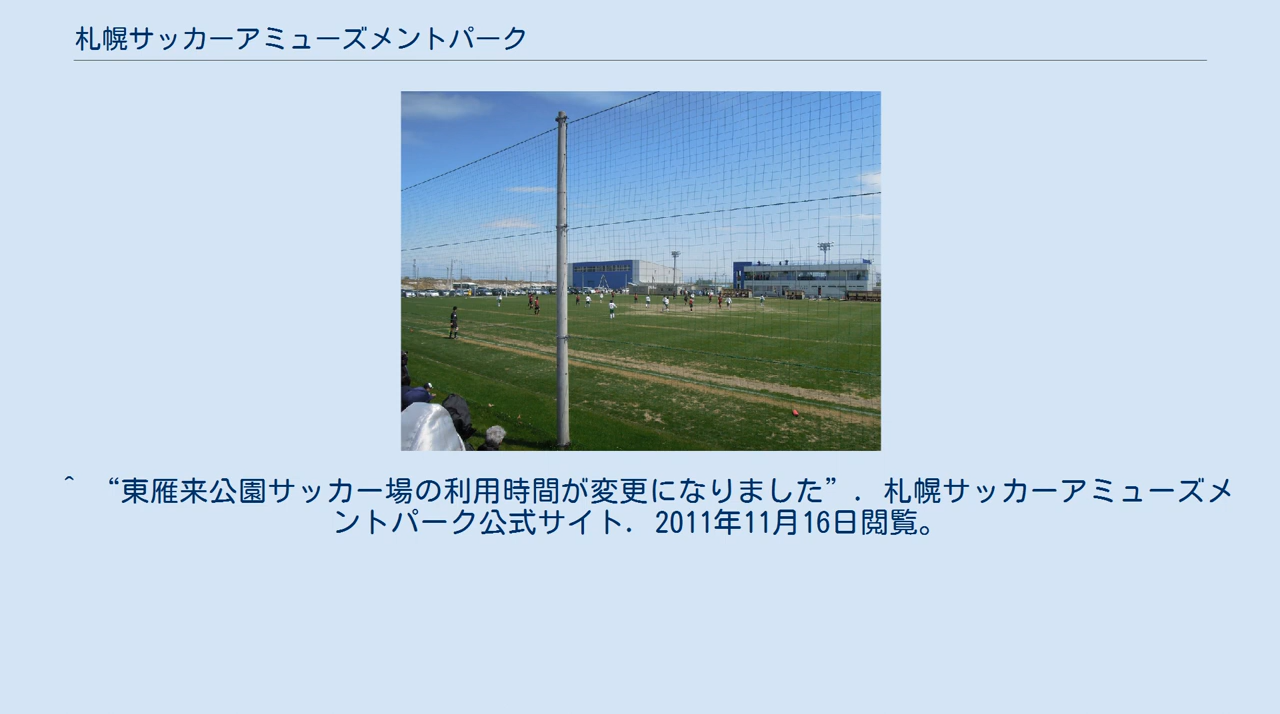 札幌サッカーアミューズメントパーク
^ “東雁来公園サッカー場の利用時間が変更になりました”. 札幌サッカーアミューズメ
ントパーク公式サイト. 2011年11月16日閲覧。